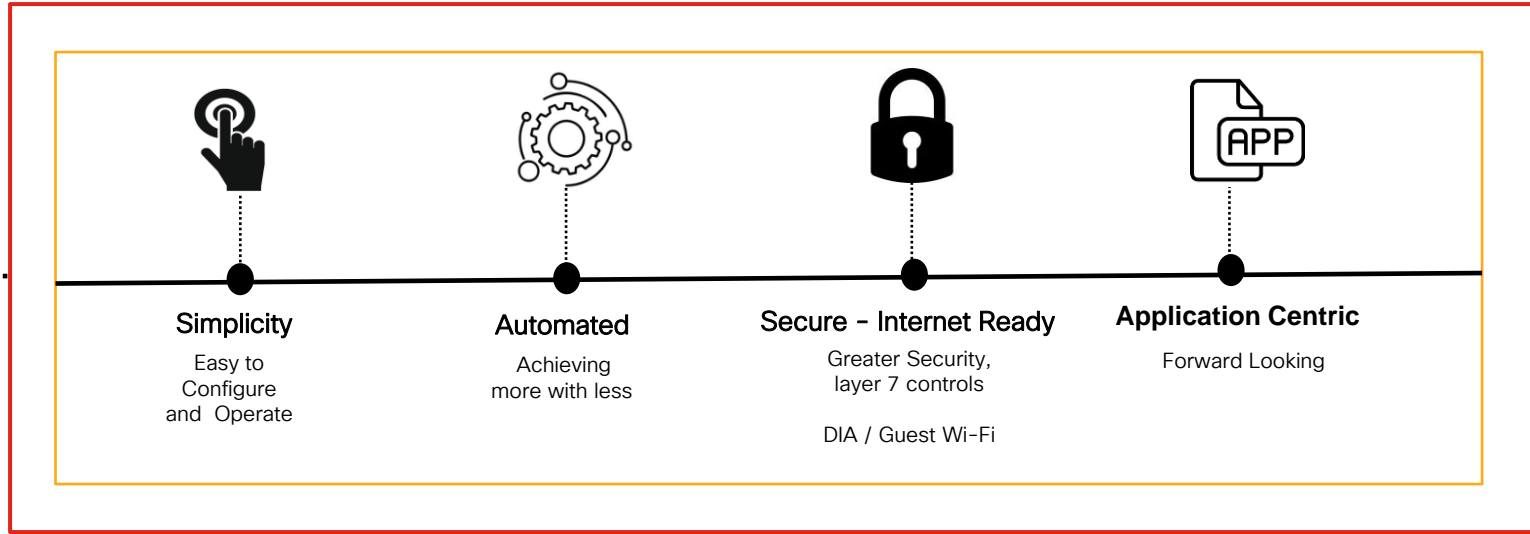 APP
Simplicity
Easy to
Configure
and Operate
Automated
Achieving
more with less
Secure - Internet Ready
Greater Security,
layer 7 controls
DIA / Guest Wi-Fi
Application Centric
Forward Looking